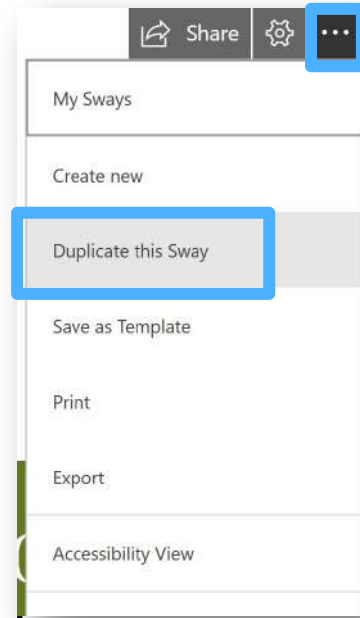 Share
My Sways
Create new
Duplicate this Sway
Save as Template
Print
Export
Accessibility View